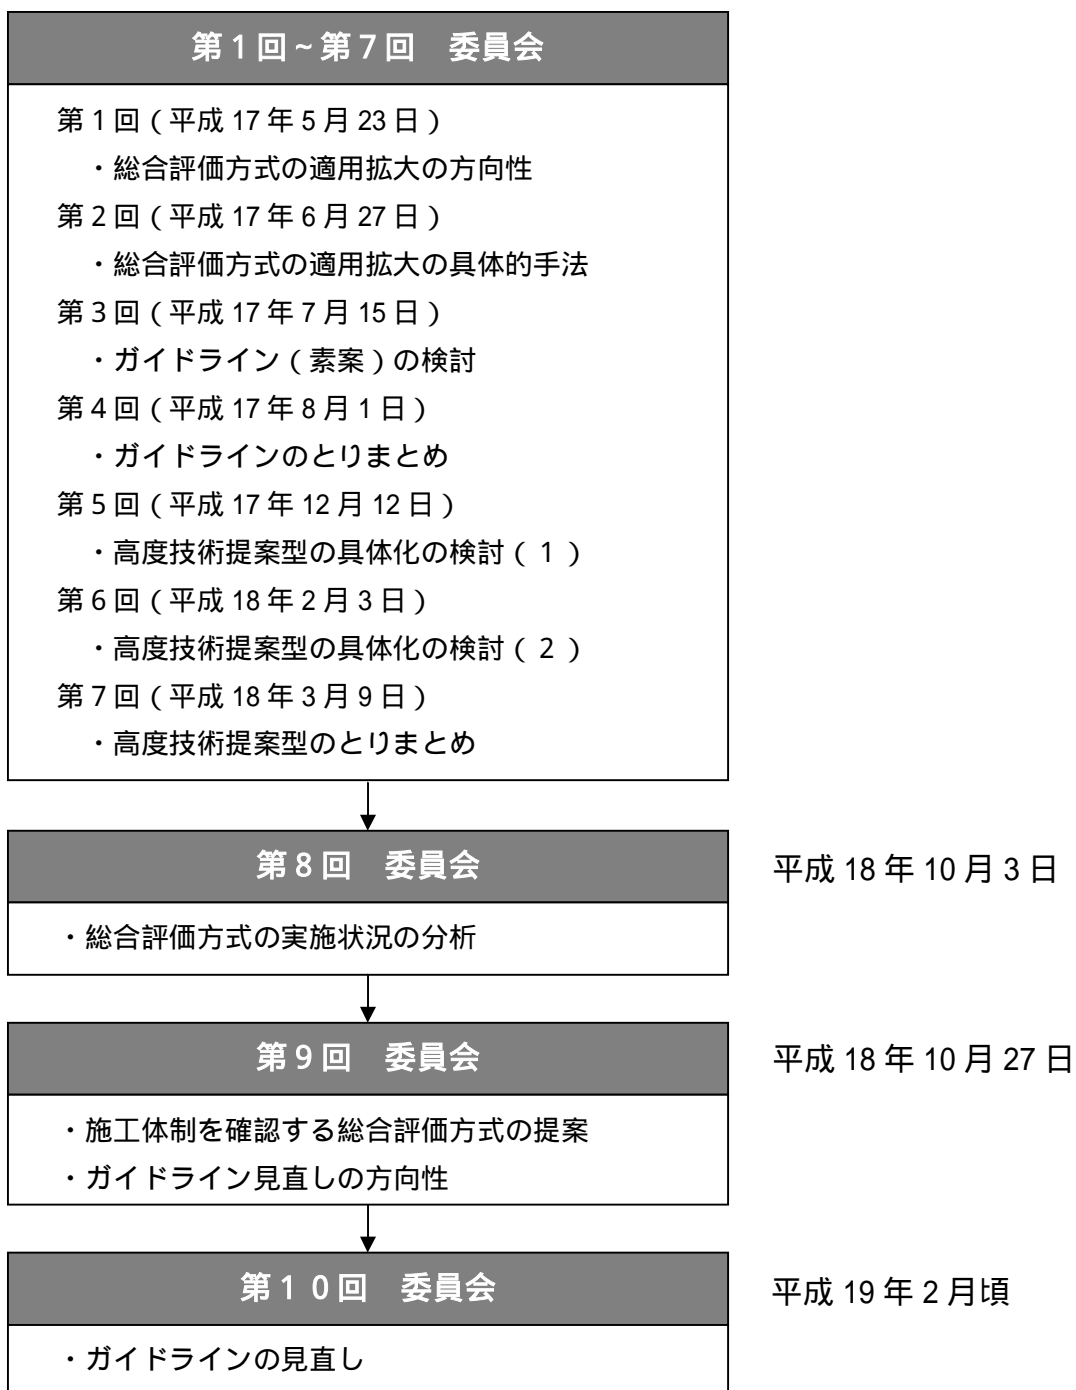 第１回～第７回　委員会
第１回（平成 17 年 5 月 23 日）
・総合評価方式の適用拡大の方向性
第２回（平成 17 年 6 月 27 日）
・総合評価方式の適用拡大の具体的手法
第３回（平成 17 年 7 月 15 日）
・ガイドライン（素案）の検討
第４回（平成 17 年 8 月 1 日）
・ガイドラインのとりまとめ
第５回（平成 17 年 12 月 12 日）
・高度技術提案型の具体化の検討（１）
第６回（平成 18 年 2 月 3 日）
・高度技術提案型の具体化の検討（２）
第７回（平成 18 年 3 月 9 日）
・高度技術提案型のとりまとめ
第８回　委員会
平成 18 年 10 月 3 日
・総合評価方式の実施状況の分析
第９回　委員会
平成 18 年 10 月 27 日
・施工体制を確認する総合評価方式の提案
・ガイドライン見直しの方向性
第１０回　委員会
平成 19 年 2 月頃
・ガイドラインの見直し